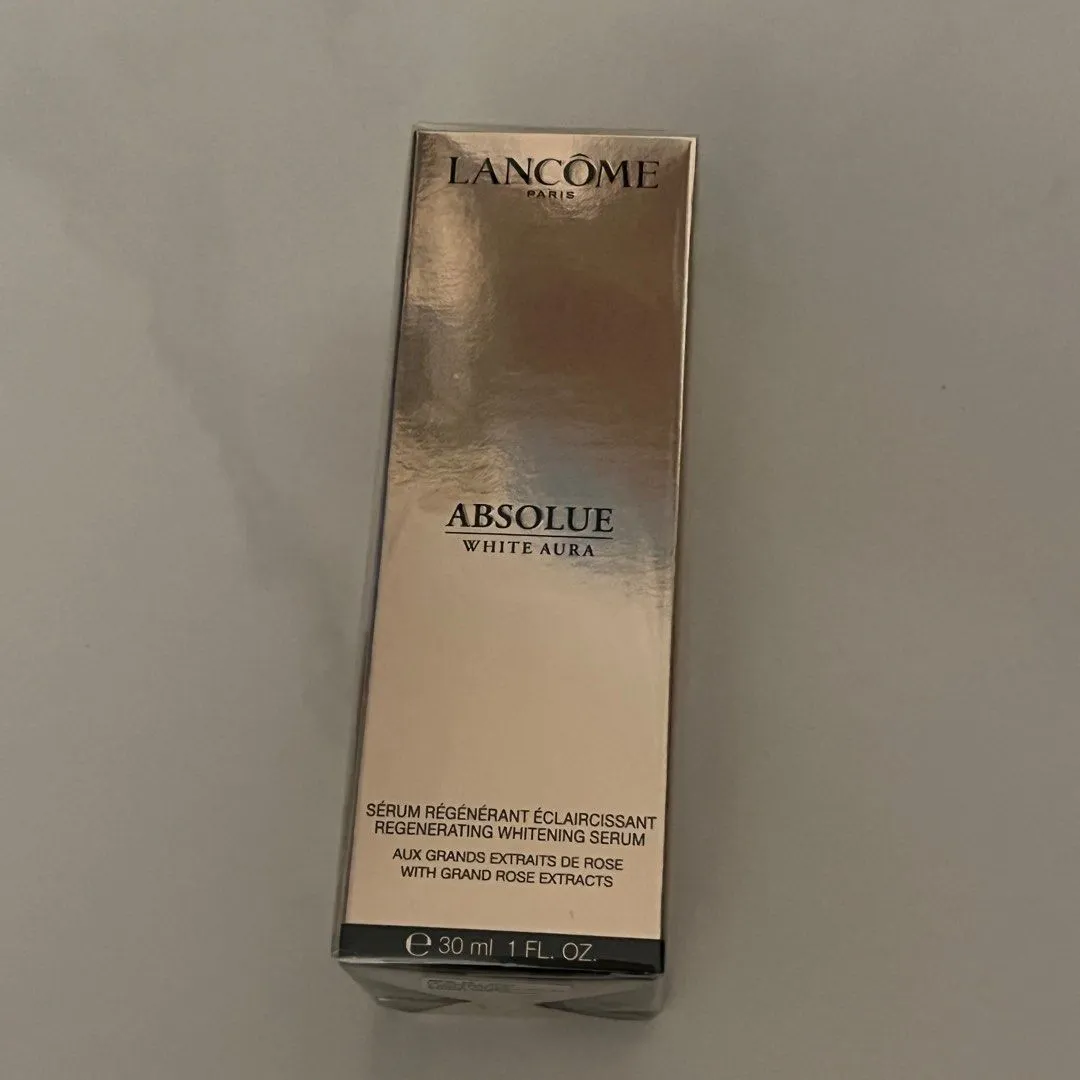 LANCÔME
PARIS
ABSOLUE
WHITE AURA
SÉRUM RÉGÉNÉRANT ÉCLAIRCISSANT
REGENERATING WHITENING SERUM
AUX GRANDS EXTRAITS DE ROSE
WITH GRAND ROSE EXTRACTS
℮ 30 ml 1 FL. OZ.